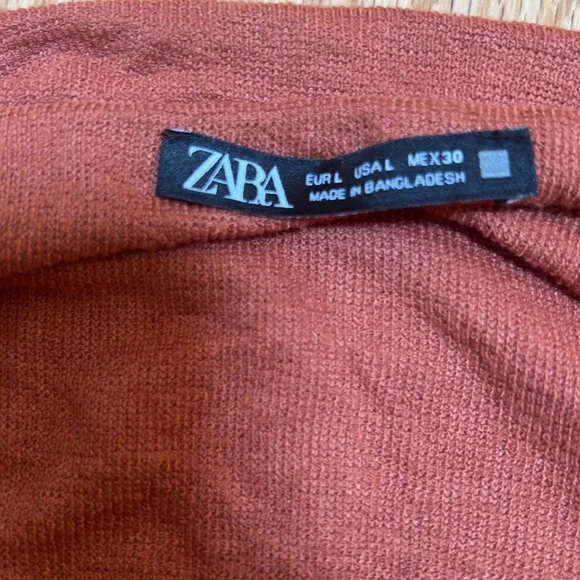 ZARA
EUR L USA L MEX 30
MADE IN BANGLADESH